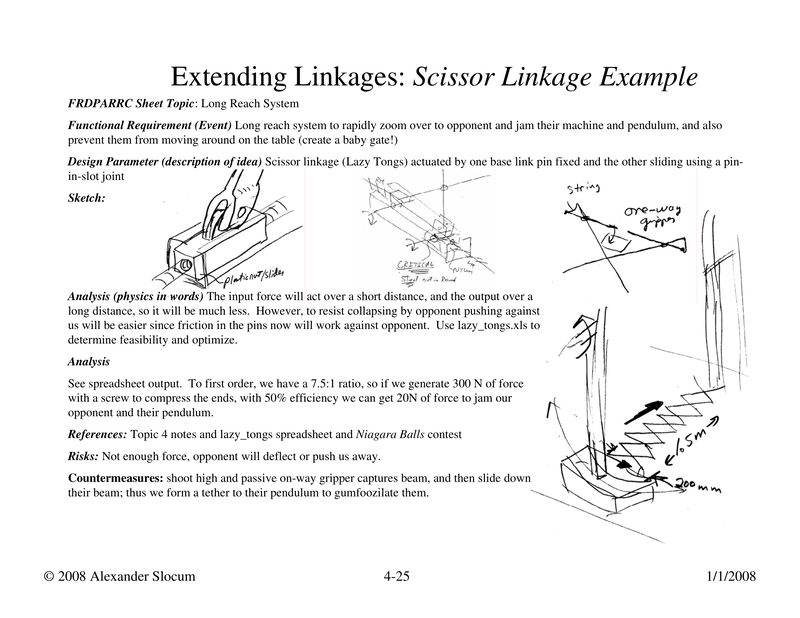 Extending Linkages: Scissor Linkage Example
FRDPARRC Sheet Topic: Long Reach System
Functional Requirement (Event) Long reach system to rapidly zoom over to opponent and jam their machine and pendulum, and also
prevent them from moving around on the table (create a baby gate!)
Design Parameter (description of idea) Scissor linkage (Lazy Tongs) actuated by one base link pin fixed and the other sliding using a pin-
in-slot joint
Sketch:
string
one-way
gripper
plastic nut/slider
CRITICAL
Analysis (physics in words) The input force will act over a short distance, and the output over a
long distance, so it will be much less. However, to resist collapsing by opponent pushing against
us will be easier since friction in the pins now will work against opponent. Use lazy_tongs.xls to
determine feasibility and optimize.
Analysis
See spreadsheet output. To first order, we have a 7.5:1 ratio, so if we generate 300 N of force
with a screw to compress the ends, with 50% efficiency we can get 20N of force to jam our
opponent and their pendulum.
1.5m
References: Topic 4 notes and lazy_tongs spreadsheet and Niagara Balls contest
Risks: Not enough force, opponent will deflect or push us away.
200mm
Countermeasures: shoot high and passive on-way gripper captures beam, and then slide down
their beam; thus we form a tether to their pendulum to gumfoozilate them.
© 2008 Alexander Slocum
4-25
1/1/2008